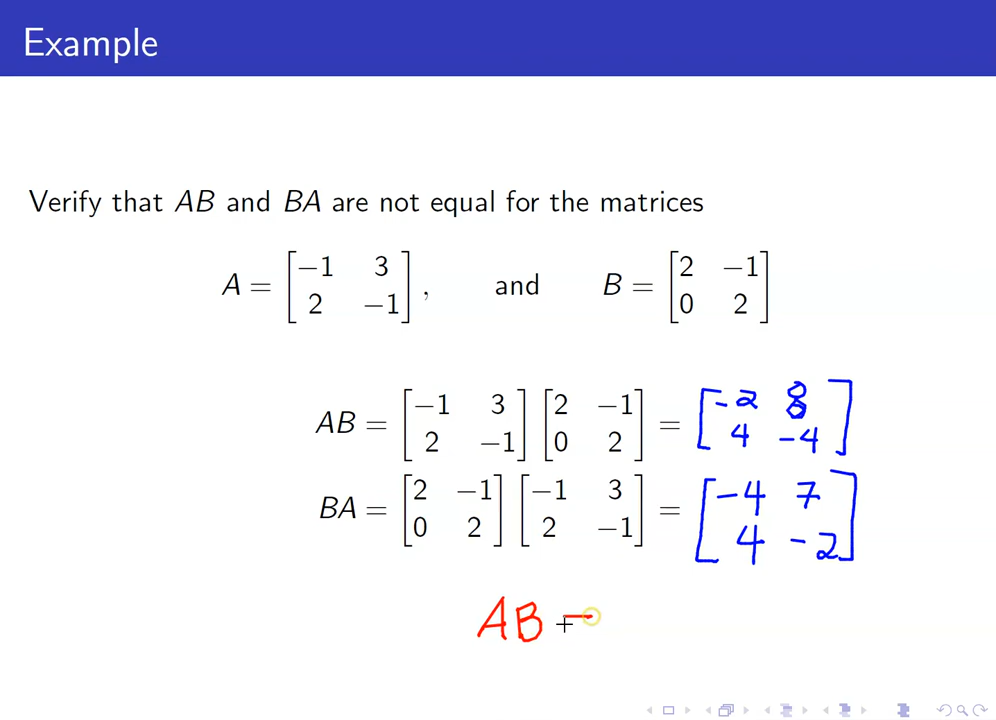 Example
Verify that AB and BA are not equal for the matrices
A = [−1 3; 2 −1], and B = [2 −1; 0 2]
AB = [−1 3; 2 −1] [2 −1; 0 2] = [-2 8; 4 -4]
BA = [2 −1; 0 2] [−1 3; 2 −1] = [-4 7; 4 -2]
AB